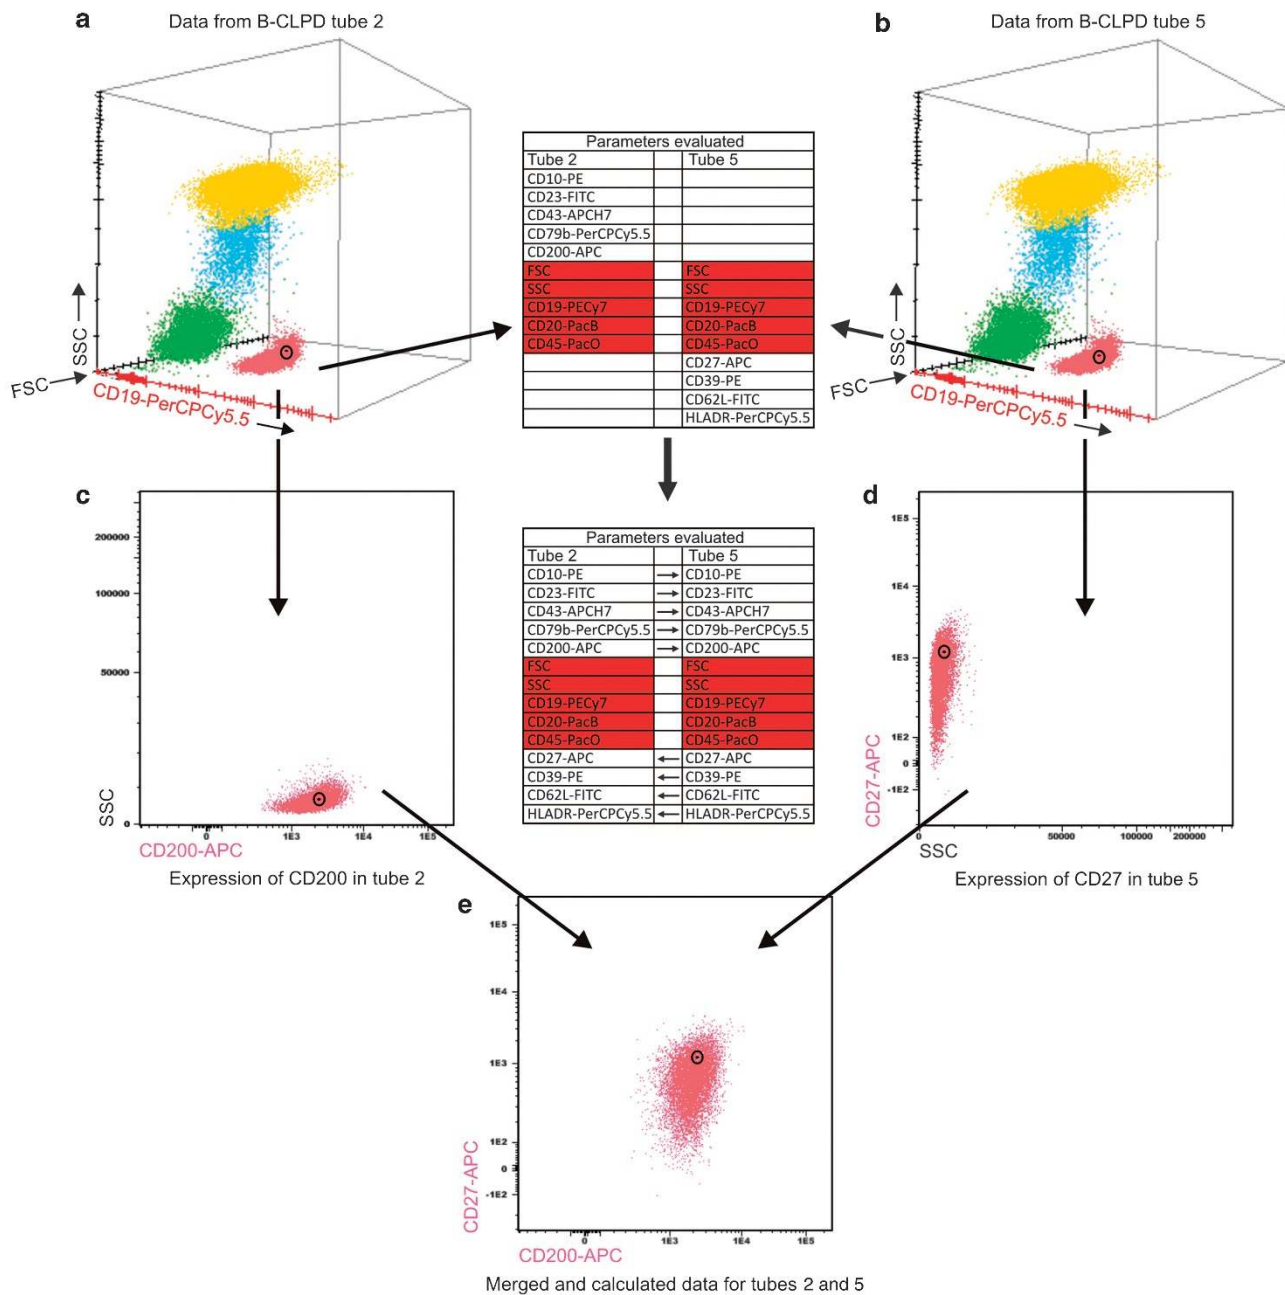 a
Data from B-CLPD tube 2
b
Data from B-CLPD tube 5
SSC
FSC
CD19-PerCPCy5.5
SSC
FSC
CD19-PerCPCy5.5
Parameters evaluated
Tube 2 Tube 5
CD10-PE
CD23-FITC
CD43-APCH7
CD79b-PerCPCy5.5
CD200-APC
FSC FSC
SSC SSC
CD19-PECy7 CD19-PECy7
CD20-PacB CD20-PacB
CD45-PacO CD45-PacO
CD27-APC
CD39-PE
CD62L-FITC
HLADR-PerCPCy5.5
c
200000
100000
50000
0
SSC
0 1E3 1E4 1E5
CD200-APC
Expression of CD200 in tube 2
Parameters evaluated
Tube 2 Tube 5
CD10-PE CD10-PE
CD23-FITC CD23-FITC
CD43-APCH7 CD43-APCH7
CD79b-PerCPCy5.5 CD79b-PerCPCy5.5
CD200-APC CD200-APC
FSC FSC
SSC SSC
CD19-PECy7 CD19-PECy7
CD20-PacB CD20-PacB
CD45-PacO CD45-PacO
CD27-APC CD27-APC
CD39-PE CD39-PE
CD62L-FITC CD62L-FITC
HLADR-PerCPCy5.5 HLADR-PerCPCy5.5
d
1E5
1E4
1E3
1E2
0
-1E2
CD27-APC
0 50000 100000 200000
SSC
Expression of CD27 in tube 5
e
1E5
1E4
1E3
1E2
0
-1E2
CD27-APC
0 1E3 1E4 1E5
CD200-APC
Merged and calculated data for tubes 2 and 5